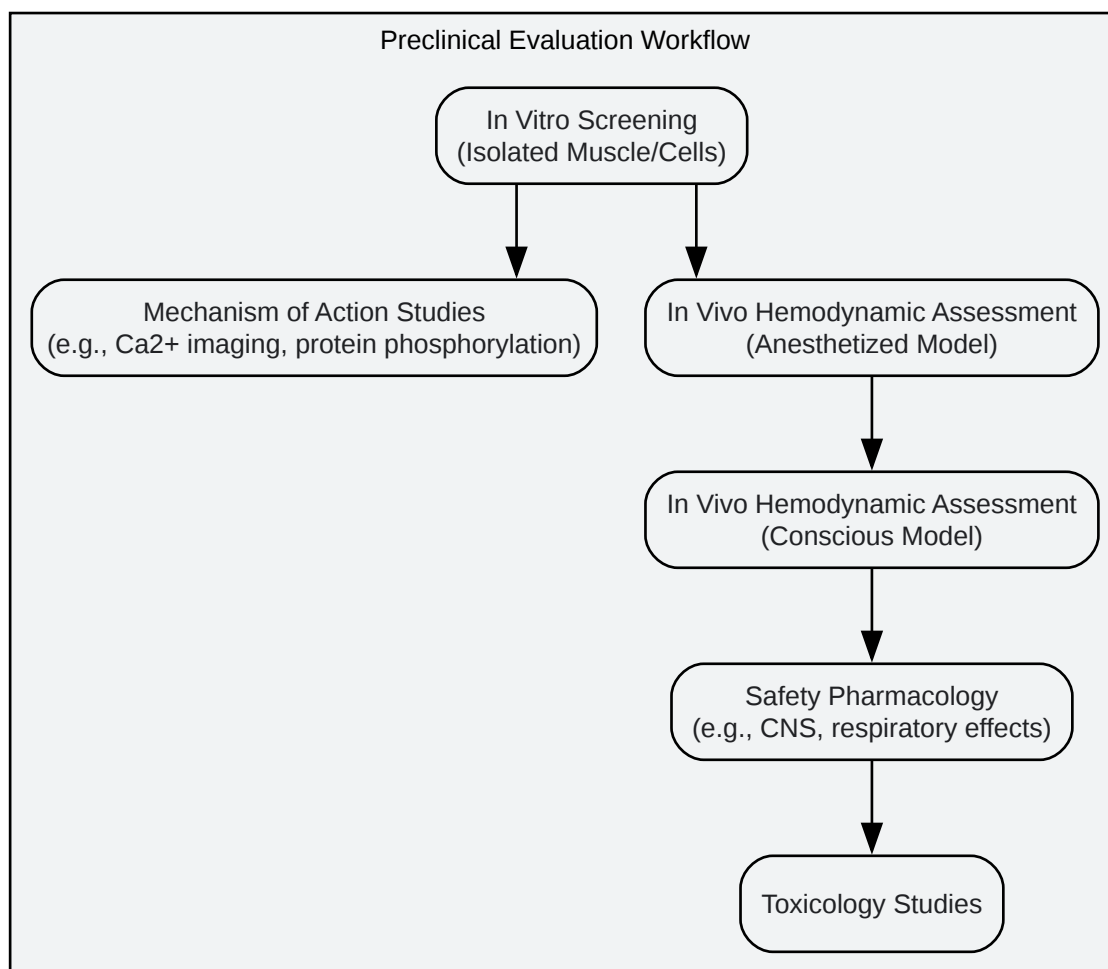 Preclinical Evaluation Workflow
In Vitro Screening
(Isolated Muscle/Cells)
Mechanism of Action Studies
(e.g., Ca2+ imaging, protein phosphorylation)
In Vivo Hemodynamic Assessment
(Anesthetized Model)
In Vivo Hemodynamic Assessment
(Conscious Model)
Safety Pharmacology
(e.g., CNS, respiratory effects)
Toxicology Studies